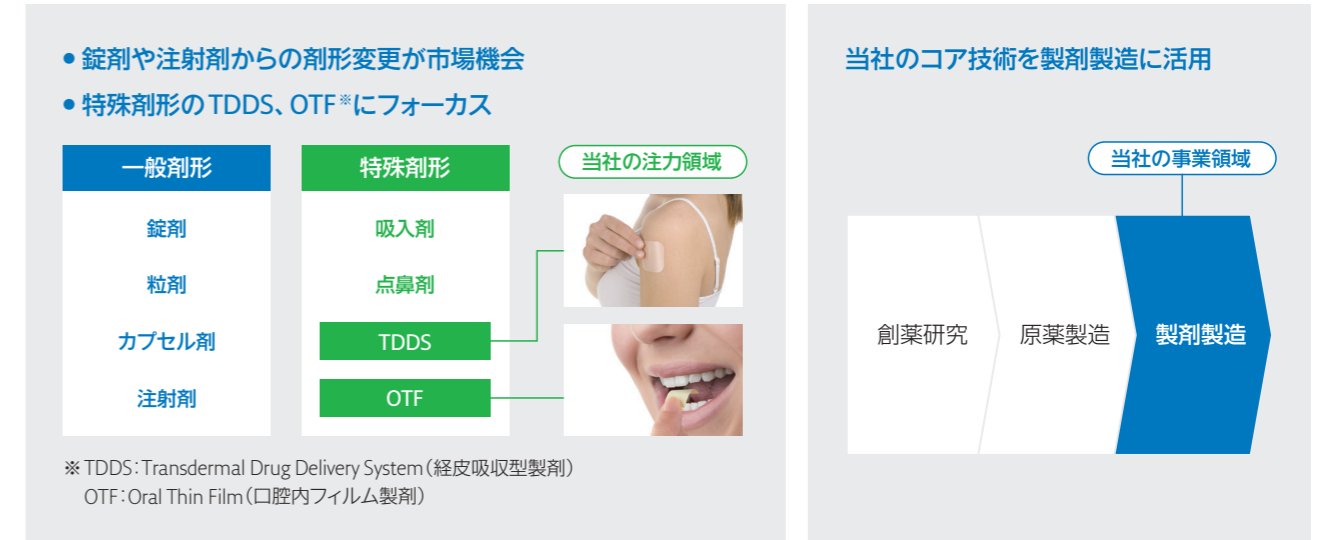 ● 錠剤や注射剤からの剤形変更が市場機会
● 特殊剤形のTDDS、OTF※にフォーカス
一般剤形
錠剤
粒剤
カプセル剤
注射剤
特殊剤形
吸入剤
点鼻剤
TDDS
OTF
当社の注力領域
※ TDDS：Transdermal Drug Delivery System（経皮吸収型製剤）
OTF：Oral Thin Film（口腔内フィルム製剤）
当社のコア技術を製剤製造に活用
当社の事業領域
創薬研究
原薬製造
製剤製造